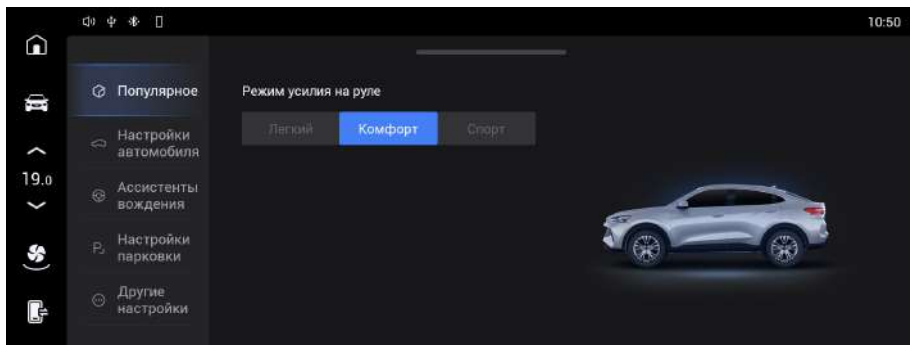 10:50
Популярное
Режим усилия на руле
Легкий Комфорт Спорт
Настройки
автомобиля
19.0
Ассистенты
вождения
Настройки
парковки
Другие
настройки